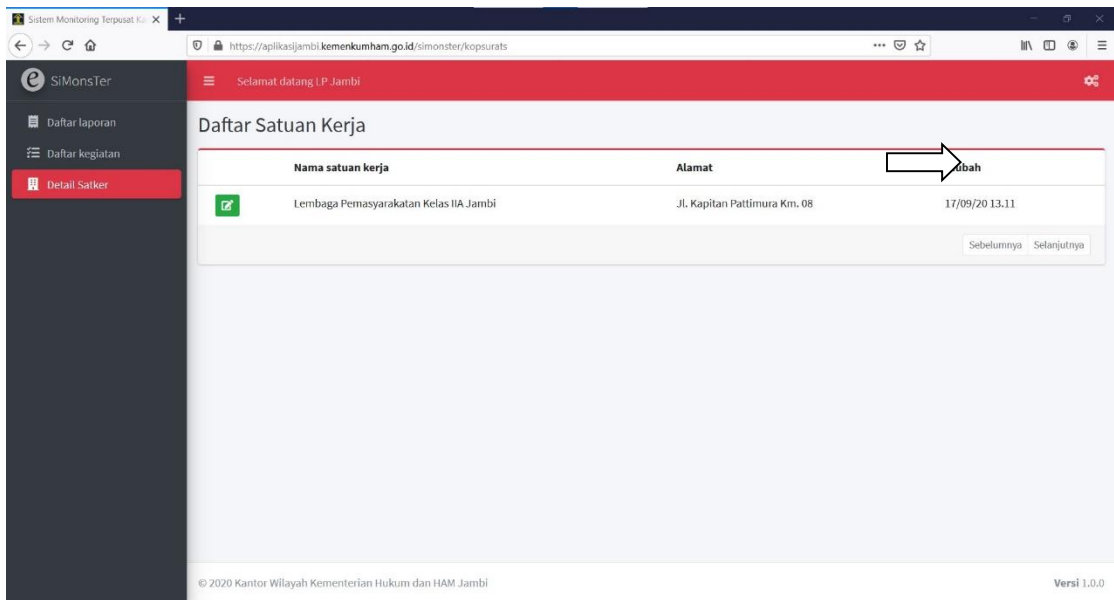 Sistem Monitoring Terpusat Ka
https://aplikasijambi.kemenkumham.go.id/simonster/kopsurats
e SiMonsTer
Selamat datang LP Jambi
Daftar laporan
Daftar kegiatan
Detail Satker
Daftar Satuan Kerja
Nama satuan kerja Alamat
Lembaga Pemasyarakatan Kelas IIA Jambi Jl. Kapitan Pattimura Km. 08 17/09/20 13.11
Sebelumnya Selanjutnya
© 2020 Kantor Wilayah Kementerian Hukum dan HAM Jambi Versi 1.0.0